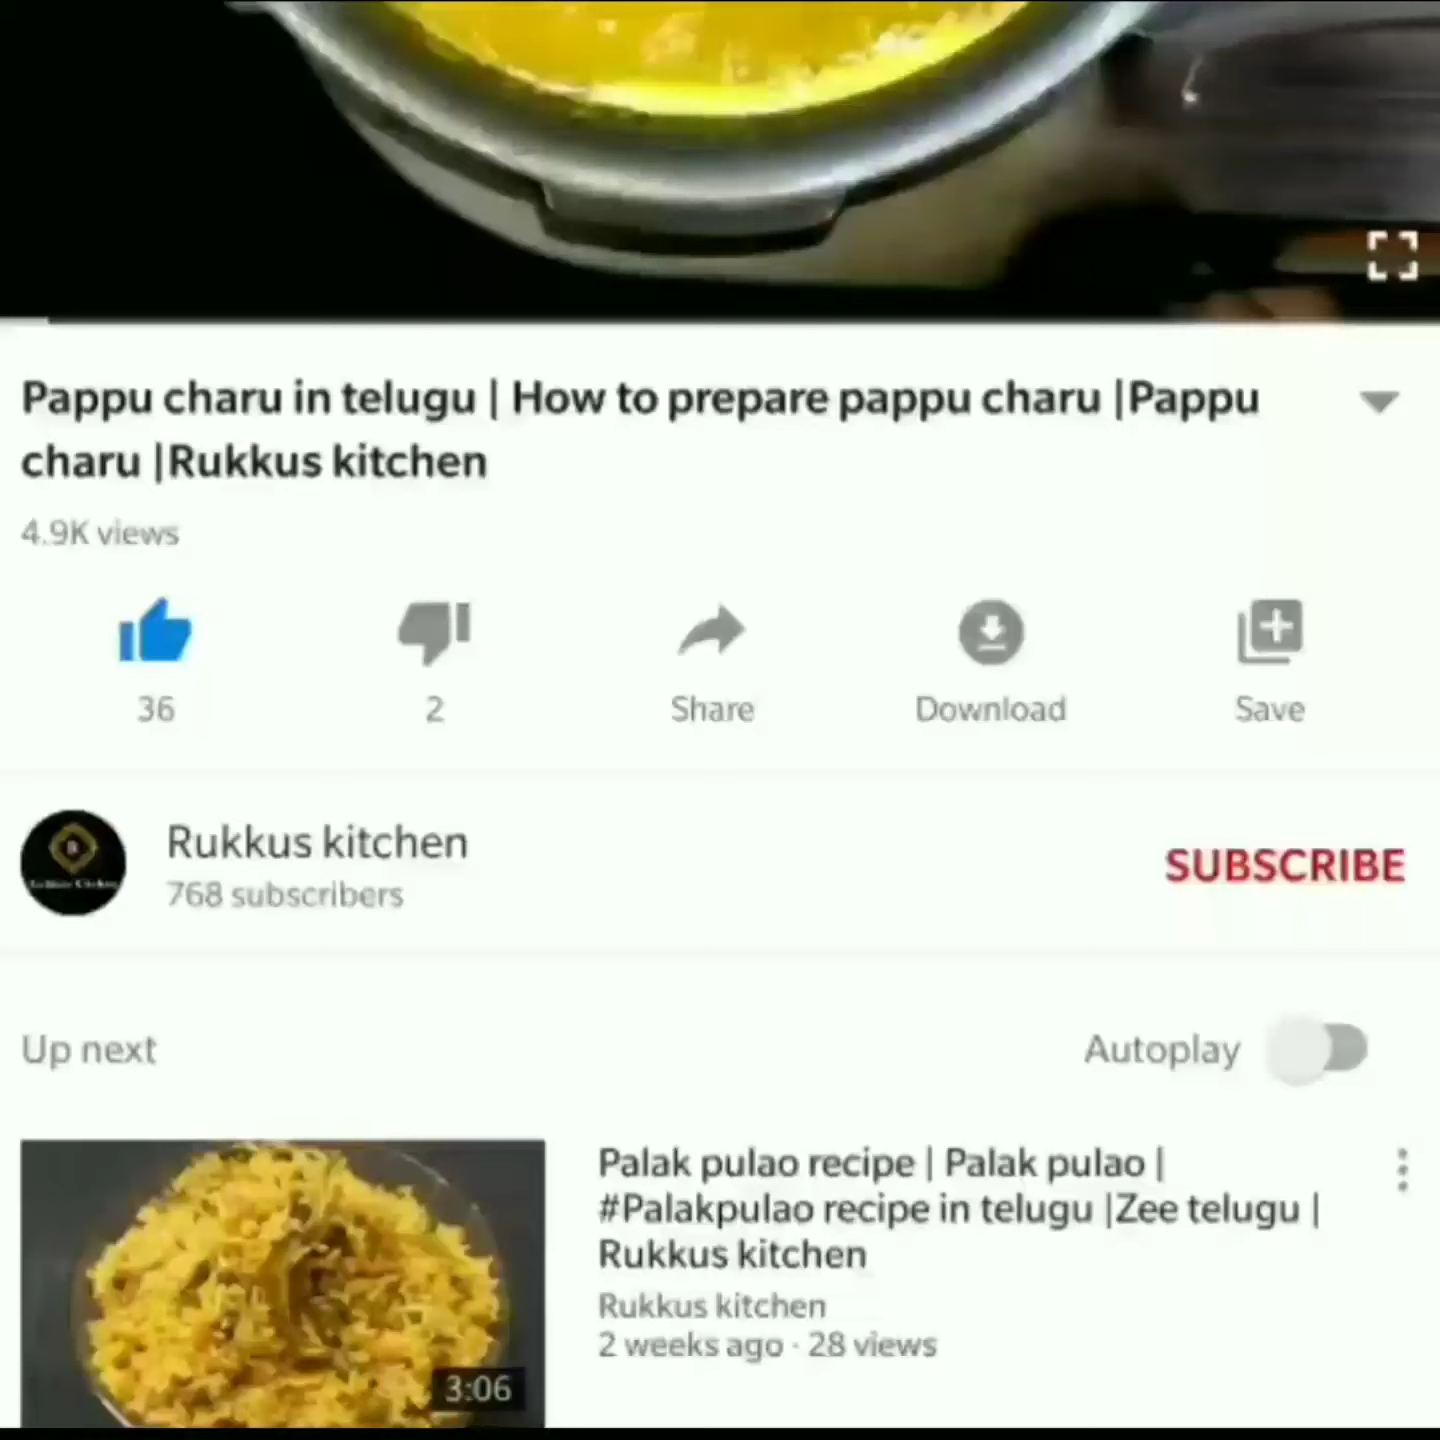 Pappu charu in telugu | How to prepare pappu charu |Pappu
charu |Rukkus kitchen
4.9K views
36
2
Share
Download
Save
Rukkus kitchen
768 subscribers
SUBSCRIBE
Up next
Autoplay
Palak pulao recipe | Palak pulao |
#Palakpulao recipe in telugu |Zee telugu |
Rukkus kitchen
Rukkus kitchen
2 weeks ago · 28 views
3:06